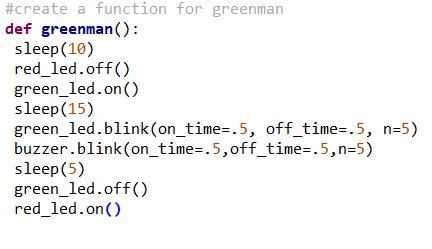 #create a function for greenman
def greenman():
 sleep(10)
 red_led.off()
 green_led.on()
 sleep(15)
 green_led.blink(on_time=.5, off_time=.5, n=5)
 buzzer.blink(on_time=.5,off_time=.5,n=5)
 sleep(5)
 green_led.off()
 red_led.on()